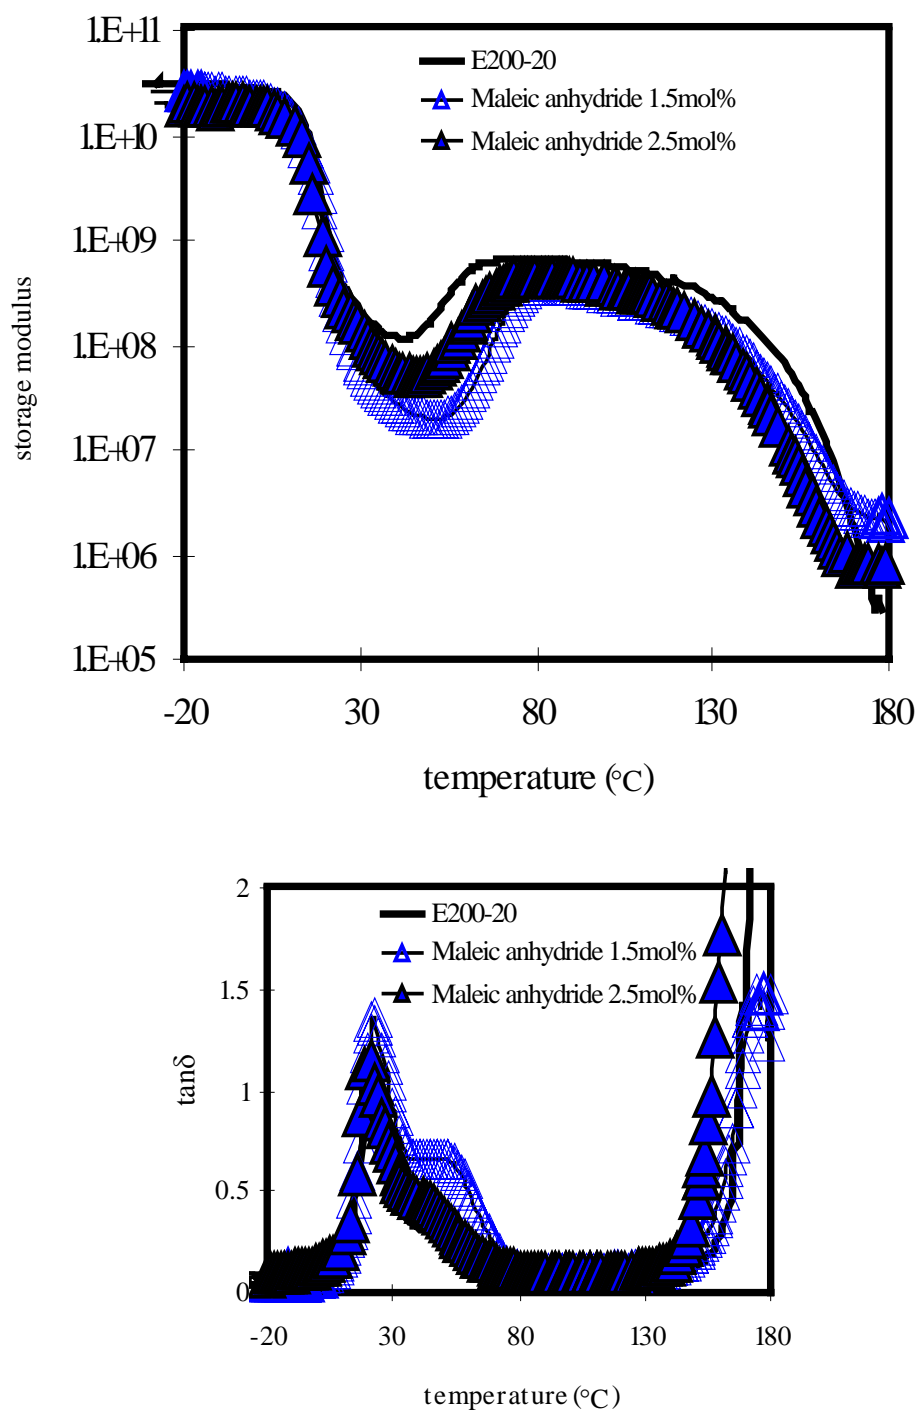 1.E+11
E200-20
Maleic anhydride 1.5mol%
Maleic anhydride 2.5mol%
1.E+10
1.E+09
1.E+08
1.E+07
1.E+06
1.E+05
storage modulus
-20 30 80 130 180
temperature (°C)
2
E200-20
Maleic anhydride 1.5mol%
Maleic anhydride 2.5mol%
1.5
1
0.5
0
tanδ
-20 30 80 130 180
temperature (°C)